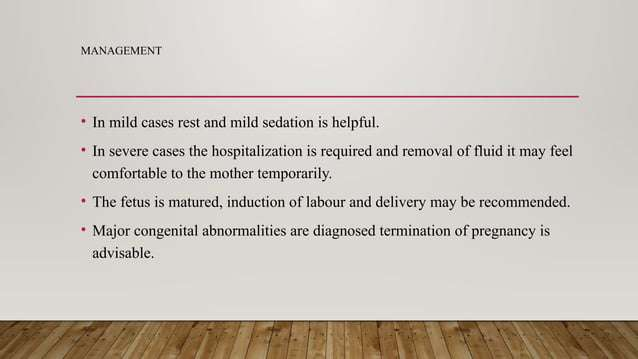 MANAGEMENT
• In mild cases rest and mild sedation is helpful.
• In severe cases the hospitalization is required and removal of fluid it may feel
comfortable to the mother temporarily.
• The fetus is matured, induction of labour and delivery may be recommended.
• Major congenital abnormalities are diagnosed termination of pregnancy is
advisable.